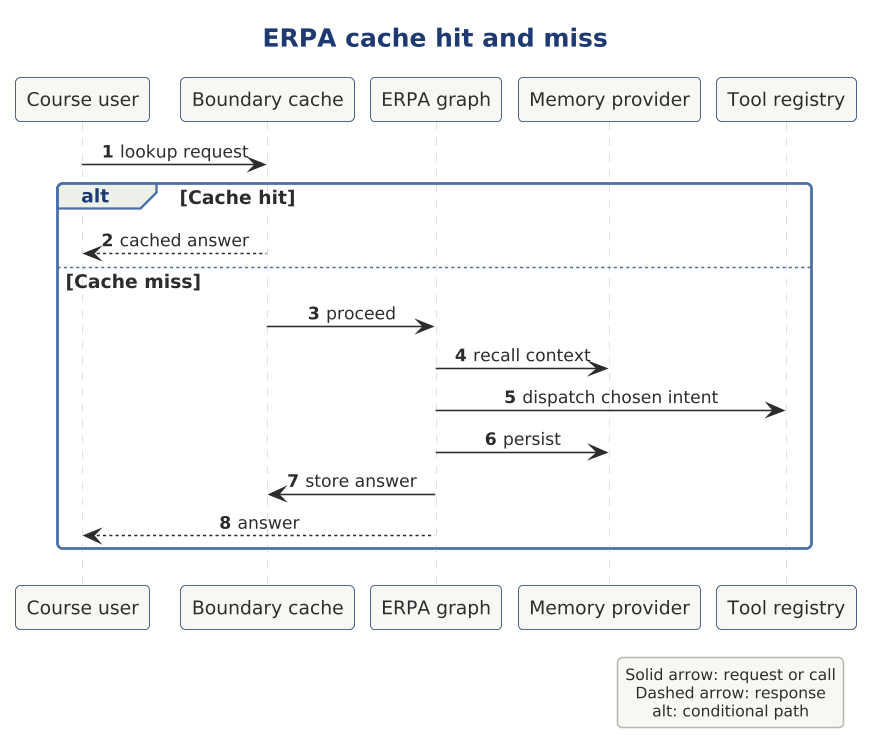 ERPA cache hit and miss
Course user
Boundary cache
ERPA graph
Memory provider
Tool registry
1 lookup request
alt
[Cache hit]
2 cached answer
[Cache miss]
3 proceed
4 recall context
5 dispatch chosen intent
6 persist
7 store answer
8 answer
Course user
Boundary cache
ERPA graph
Memory provider
Tool registry
Solid arrow: request or call
Dashed arrow: response
alt: conditional path